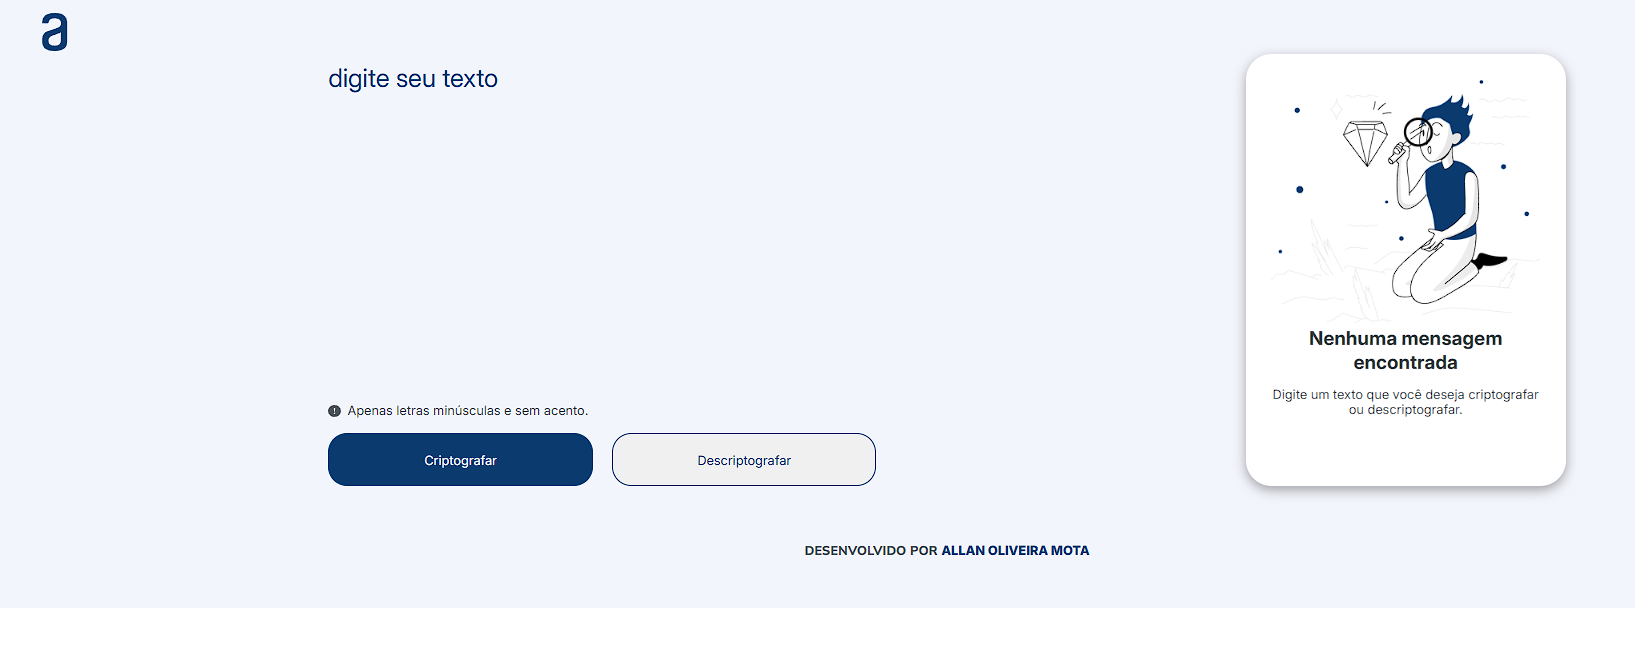 a
digite seu texto
Nenhuma mensagem
encontrada
Digite um texto que você deseja criptografar
ou descriptografar.
Apenas letras minúsculas e sem acento.
Criptografar
Descriptografar
DESENVOLVIDO POR ALLAN OLIVEIRA MOTA